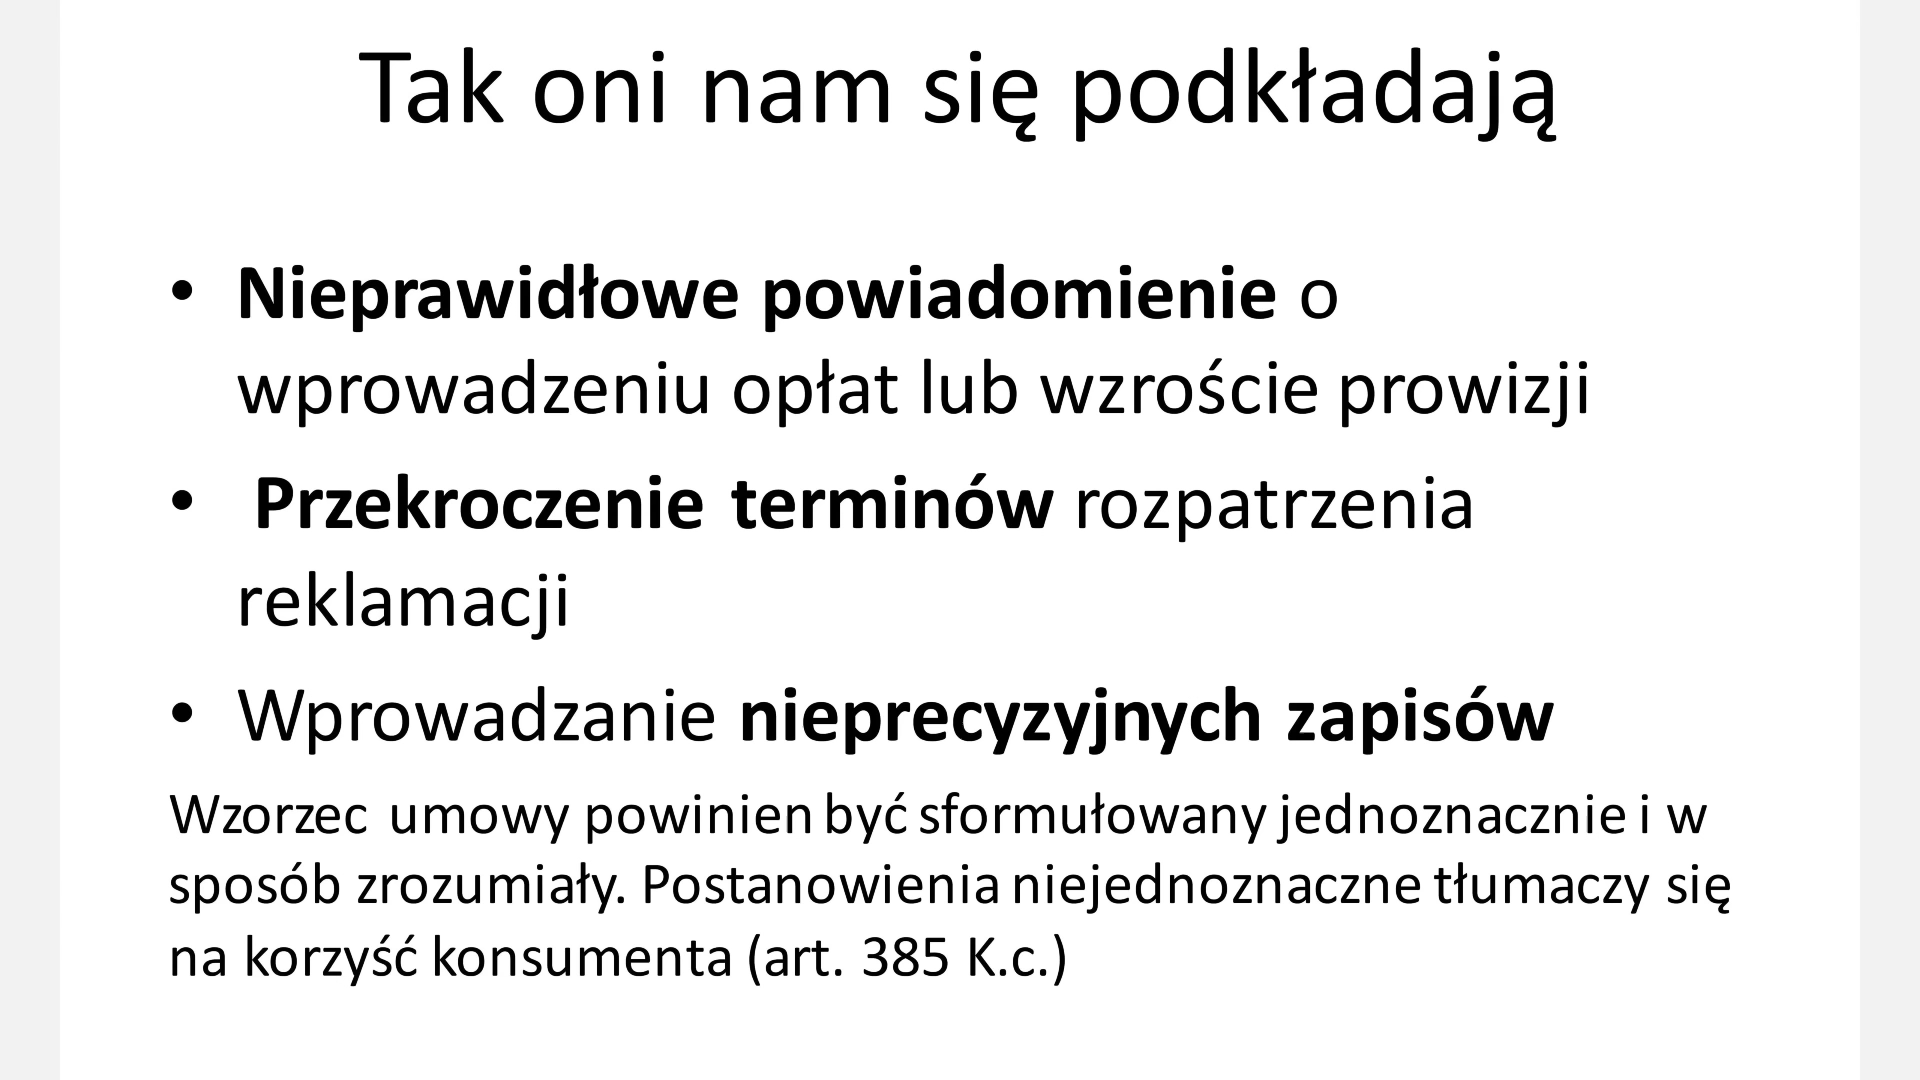 Tak oni nam się podkładają
• Nieprawidłowe powiadomienie o
wprowadzeniu opłat lub wzroście prowizji
• Przekroczenie terminów rozpatrzenia
reklamacji
• Wprowadzanie nieprecyzyjnych zapisów
Wzorzec umowy powinien być sformułowany jednoznacznie i w
sposób zrozumiały. Postanowienia niejednoznaczne tłumaczy się
na korzyść konsumenta (art. 385 K.c.)